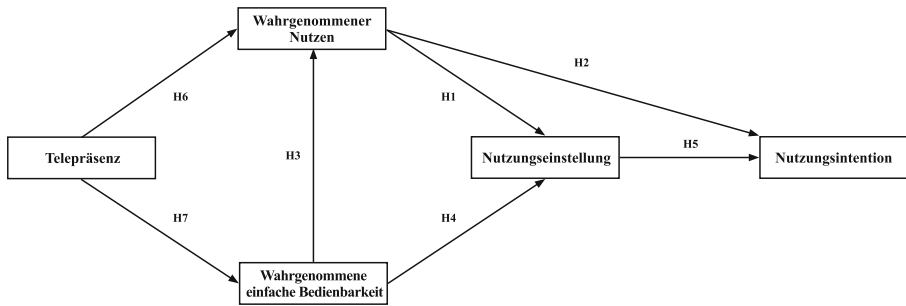 Wahrgenommener
Nutzen
H2
H6
H1
Telepräsenz
H3
Nutzungseinstellung
H5
Nutzungsintention
H7
H4
Wahrgenommene
einfache Bedienbarkeit